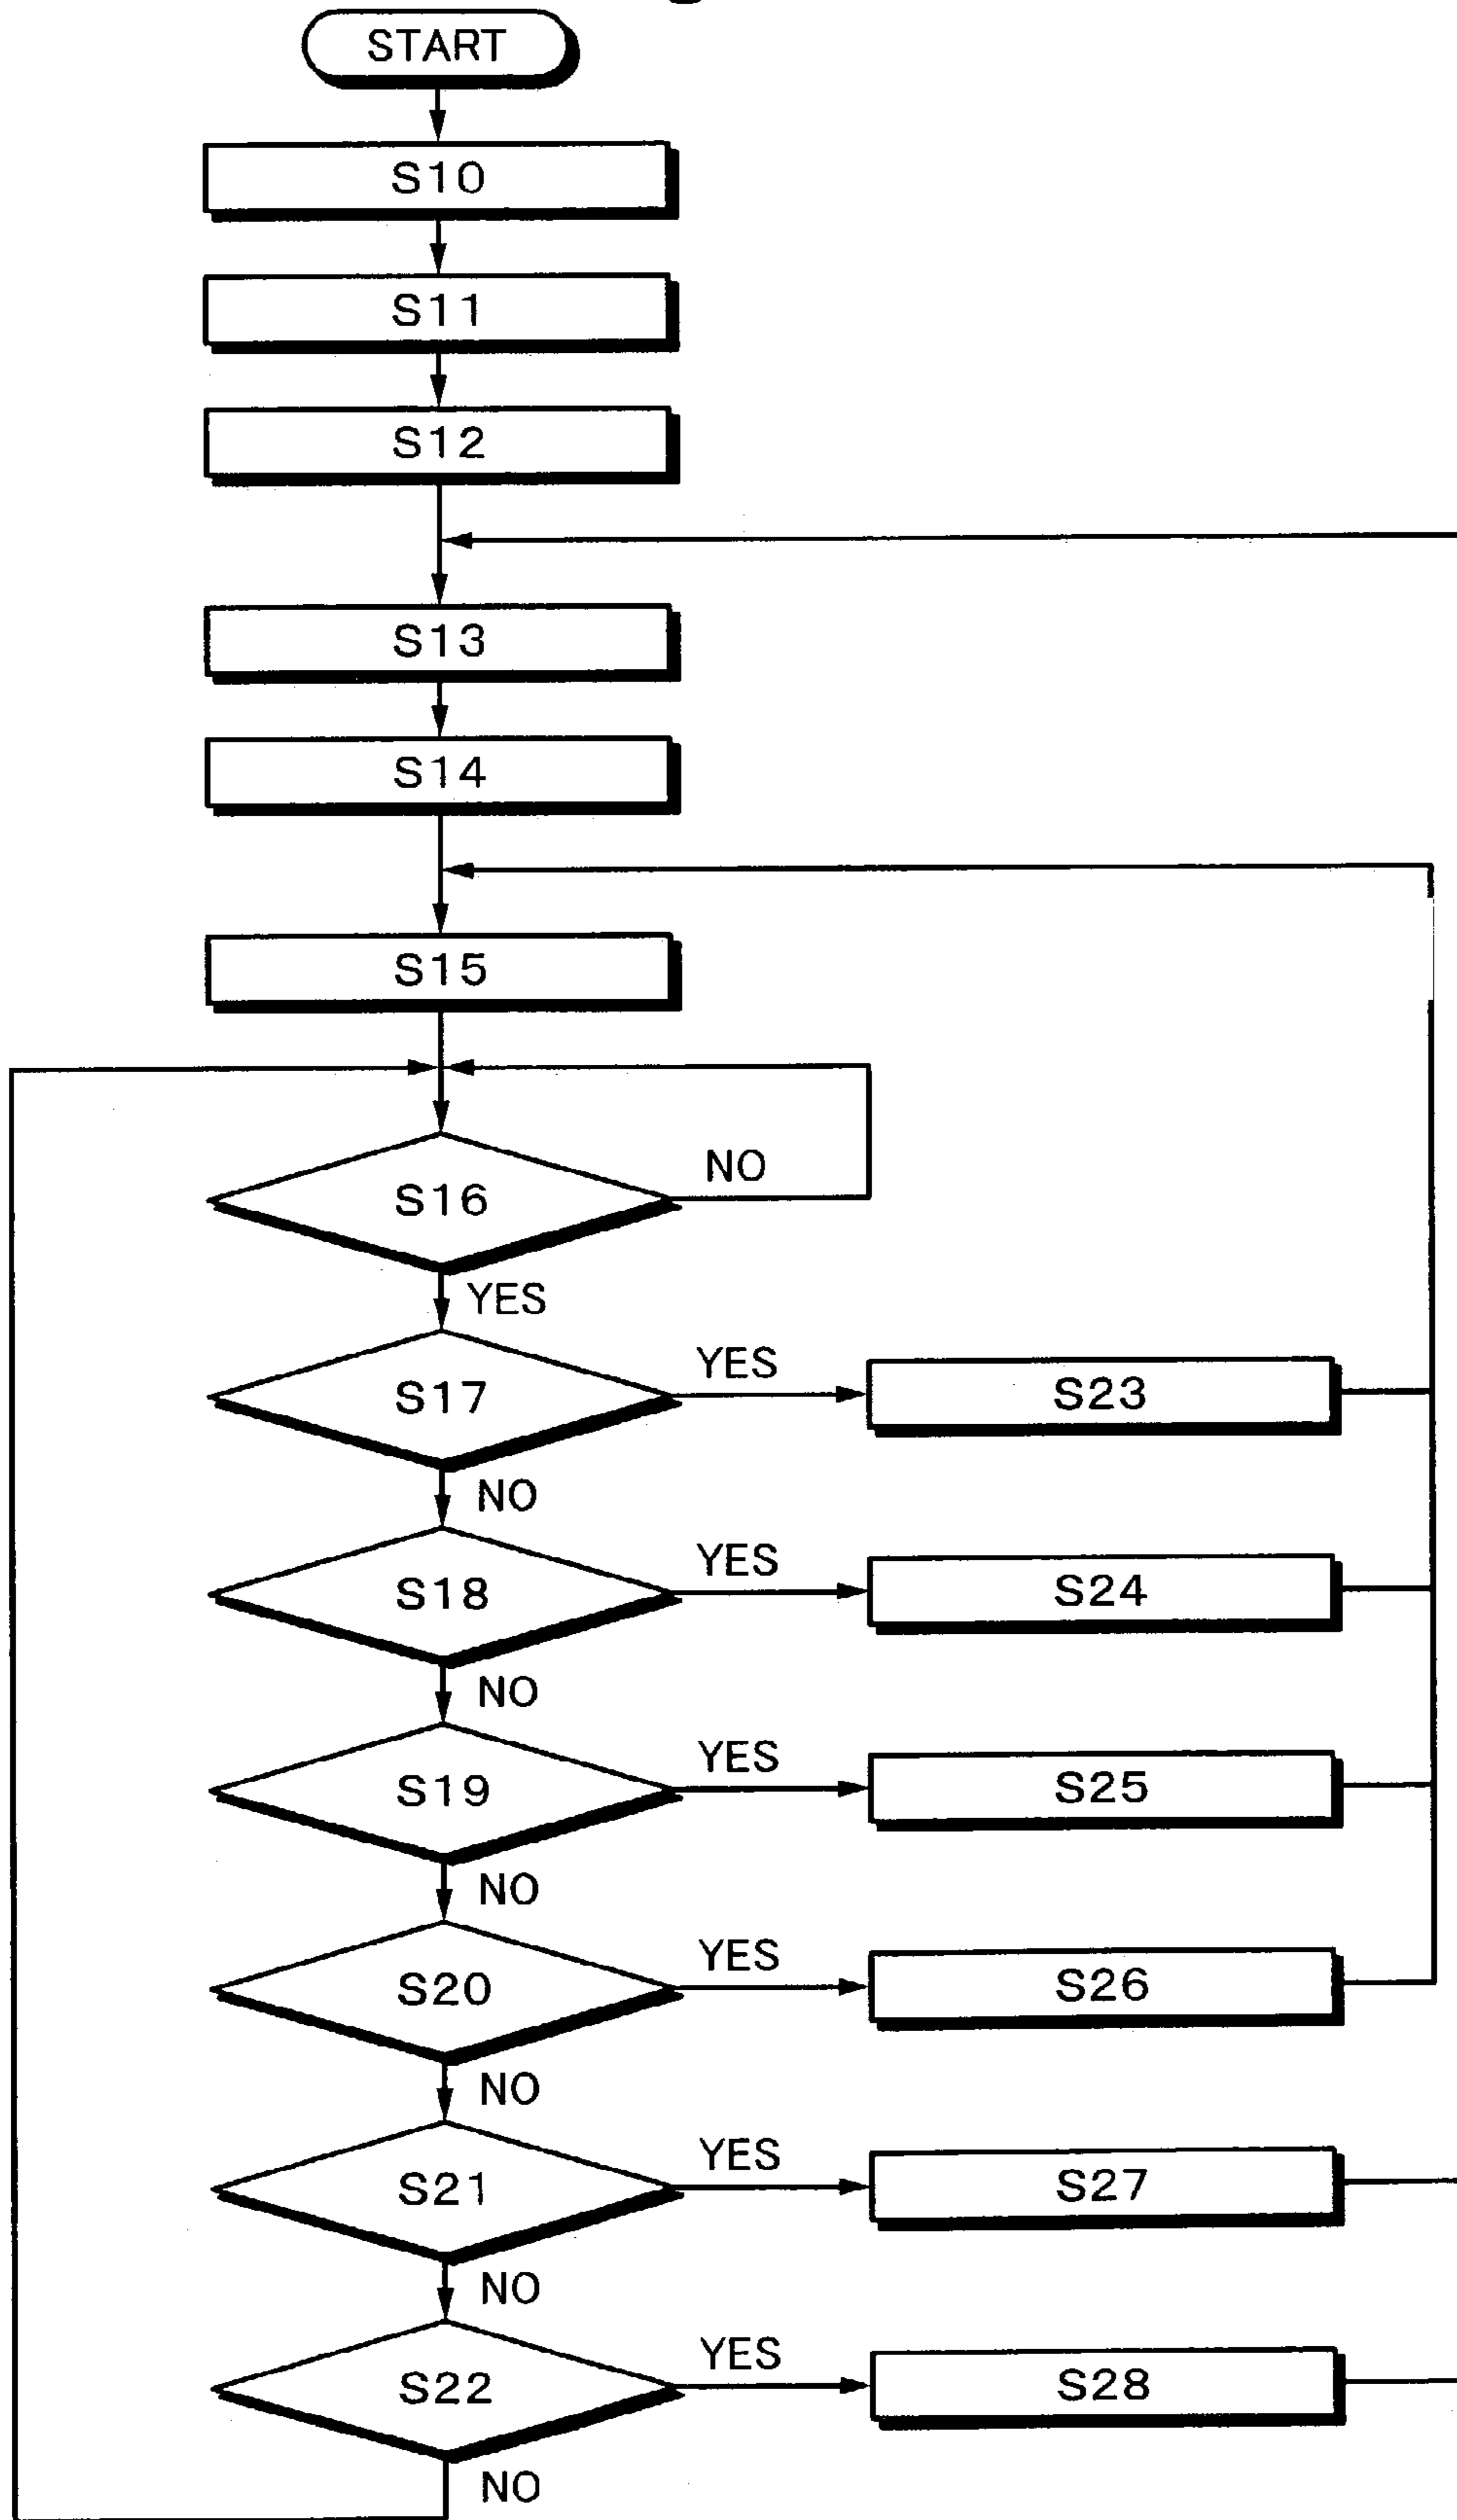 START
S10
S11
S12
S13
S14
S15
S16 NO
YES
S17 YES S23
NO
S18 YES S24
NO
S19 YES S25
NO
S20 YES S26
NO
S21 YES S27
NO
S22 YES S28
NO